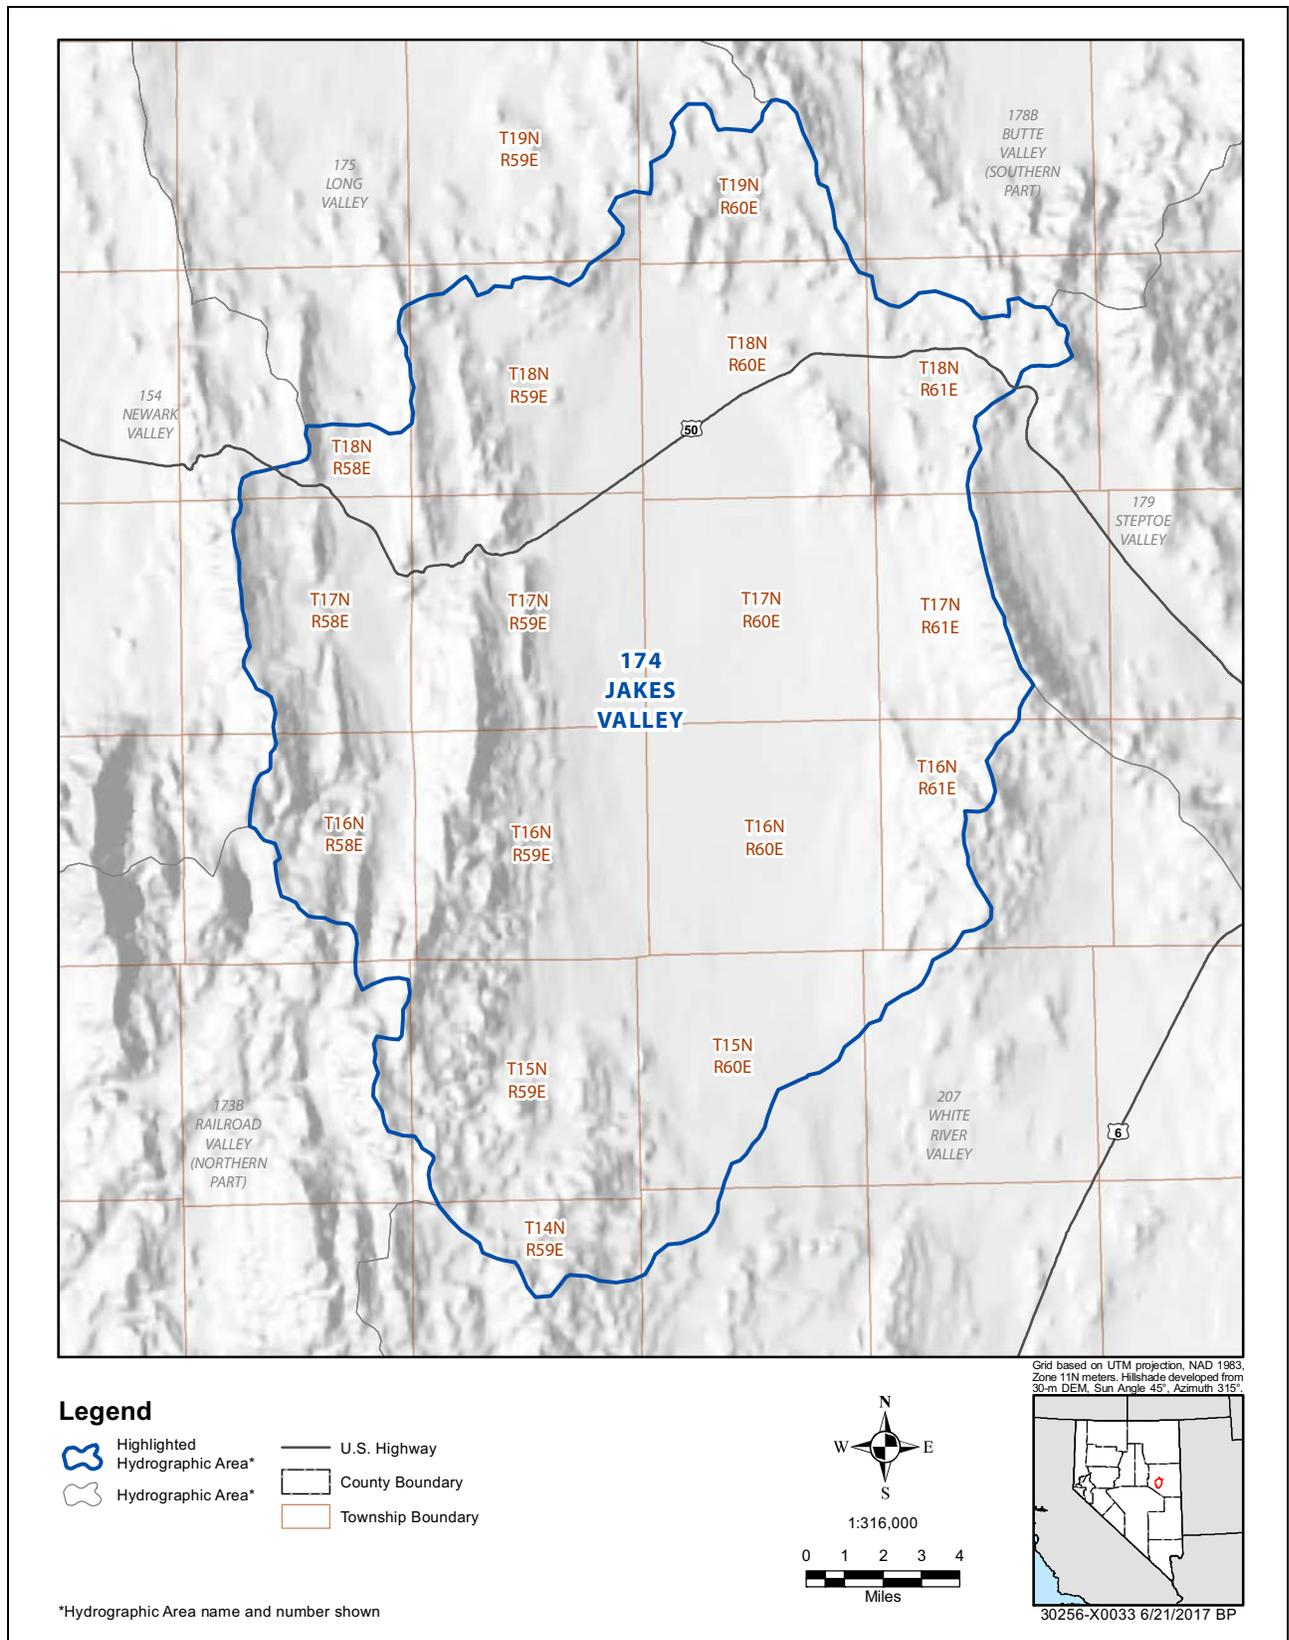 T19N
R59E
178B
BUTTE
VALLEY
(SOUTHERN
PART)
175
LONG
VALLEY
T19N
R60E
T18N
R60E
T18N
R59E
T18N
R61E
154
NEWARK
VALLEY
50
T18N
R58E
179
STEPTOE
VALLEY
T17N
R58E
T17N
R59E
T17N
R60E
T17N
R61E
174
JAKES
VALLEY
T16N
R61E
T16N
R58E
T16N
R59E
T16N
R60E
T15N
R60E
T15N
R59E
173B
RAILROAD
VALLEY
(NORTHERN
PART)
207
WHITE
RIVER
VALLEY
6
T14N
R59E
Grid based on UTM projection, NAD 1983,
Zone 11N meters. Hillshade developed from
30-m DEM, Sun Angle 45°, Azimuth 315°.
Legend
Highlighted
Hydrographic Area*
Hydrographic Area*
U.S. Highway
County Boundary
Township Boundary
N
W E
S
1:316,000
0 1 2 3 4
Miles
*Hydrographic Area name and number shown
30256-X0033 6/21/2017 BP